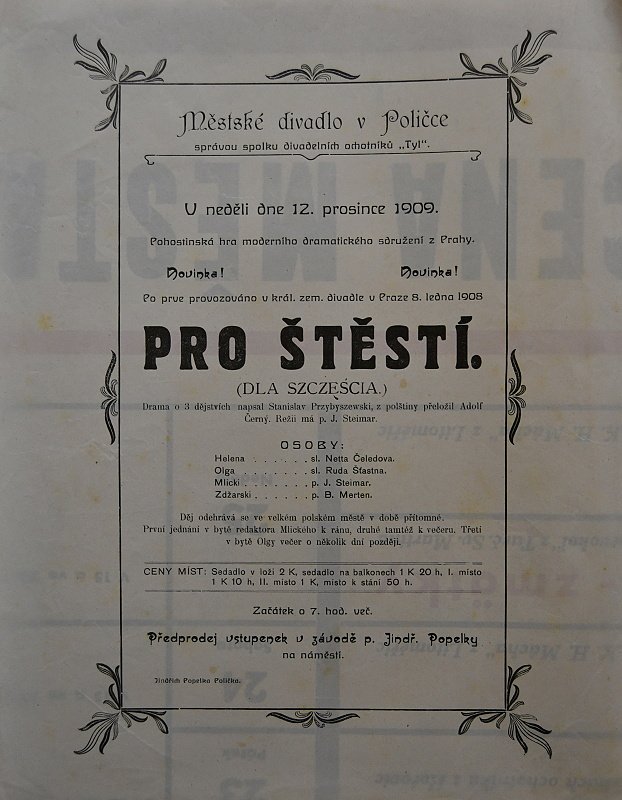 Městské divadlo v Poličce
správou spolku divadelních ochotníků „Tyl“.
U neděli dne 12. prosince 1909.
Pohostinská hra moderního dramatického sdružení z Prahy.
Novinka! Novinka!
Po prve provozováno v král. zem. divadle v Praze 8. ledna 1908
PRO ŠTĚSTÍ.
(DLA SZCZĘŚCIA.)
Drama o 3 dějstvích napsal Stanislav Przybyszewski, z polštiny přeložil Adolf
Černý. Režii má p. J. Steimar.
OSOBY:
Helena . . . . . . sl. Netta Čeledova.
Olga . . . . . . . sl. Ruda Šťastna.
Mlicki . . . . . . p. J. Steimar.
Zdžarski . . . . . p. B. Merten.
Děj odehrává se ve velkém polském městě v době přítomné.
První jednání v bytě redaktora Mlického k ránu, druhé tamtéž k večeru. Třetí
v bytě Olgy večer o několik dní později.
CENY MÍST: Sedadlo v loži 2 K, sedadlo na balkonech 1 K 20 h, I. místo
1 K 10 h, II. místo 1 K, místo k stání 50 h.
Začátek o 7. hod. več.
Předprodej vstupenek v závodě p. Jindř. Popelky
na náměstí.
Jindřich Popelka Polička.